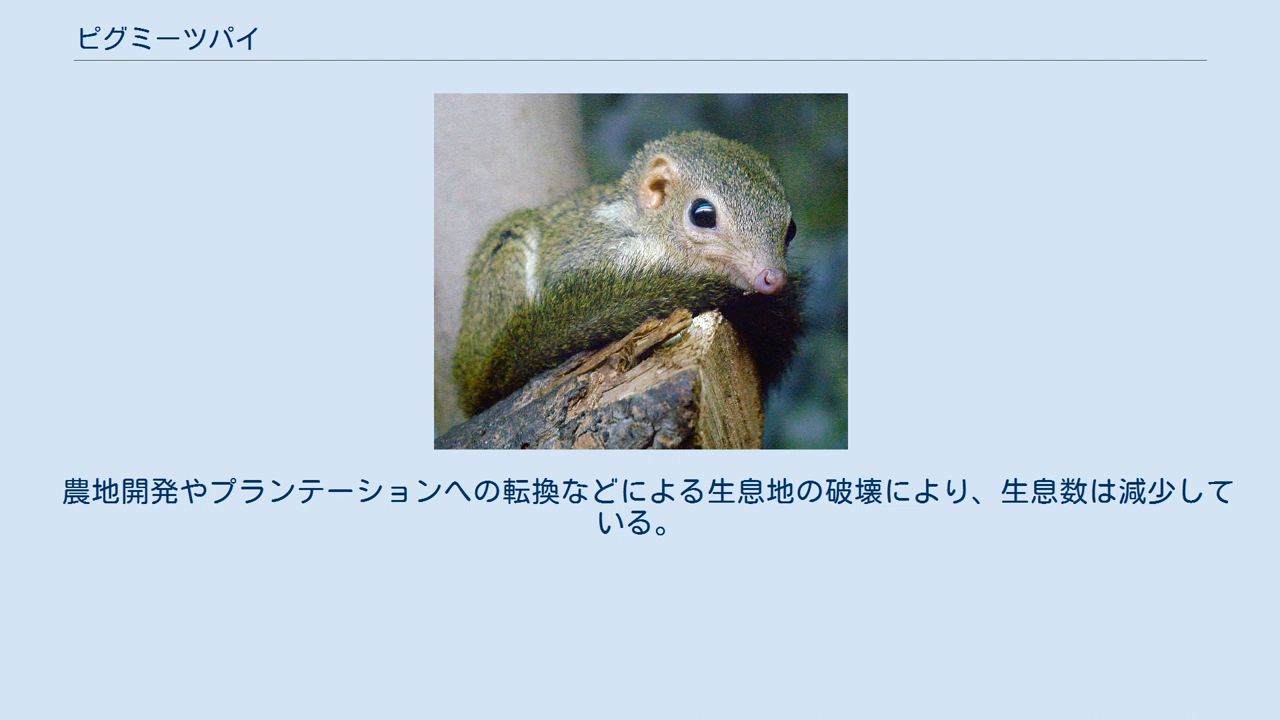 ピグミーツパイ
農地開発やプランテーションへの転換などによる生息地の破壊により、生息数は減少して
いる。